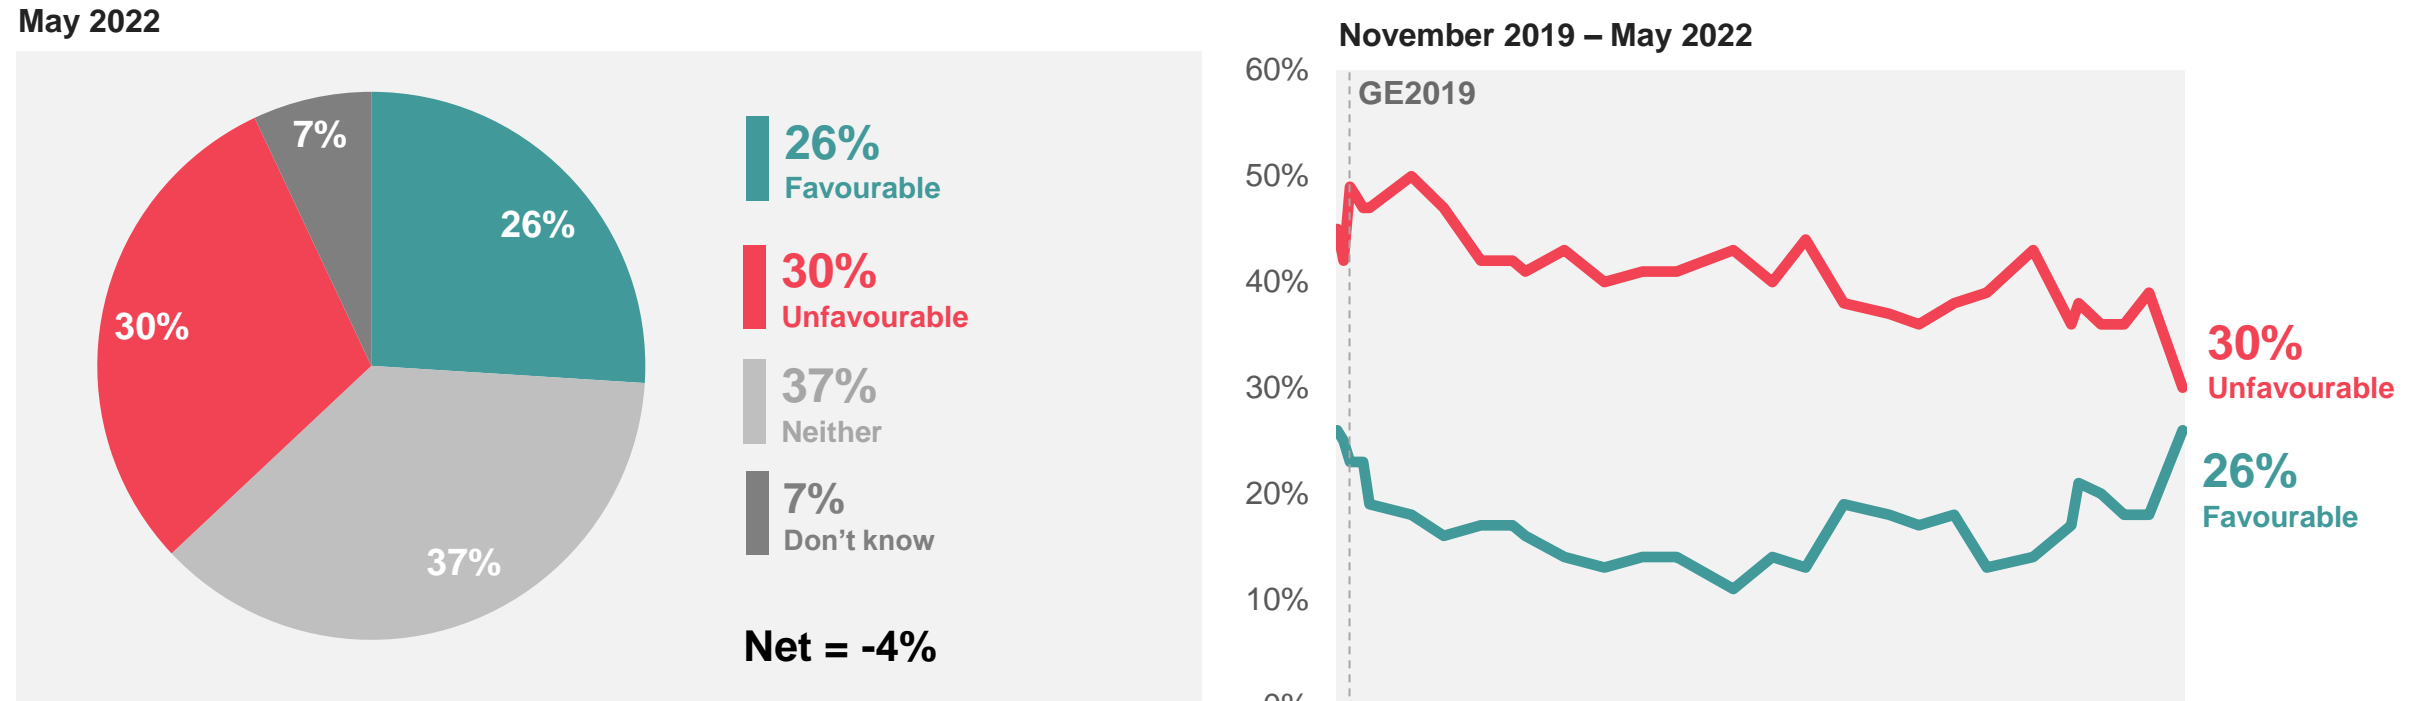 May 2022
7%
26%
30%
37%
26%
Favourable
30%
Unfavourable
37%
Neither
7%
Don’t know
Net = -4%
November 2019 – May 2022
60%
GE2019
50%
40%
30%
20%
10%
0%
30%
Unfavourable
26%
Favourable